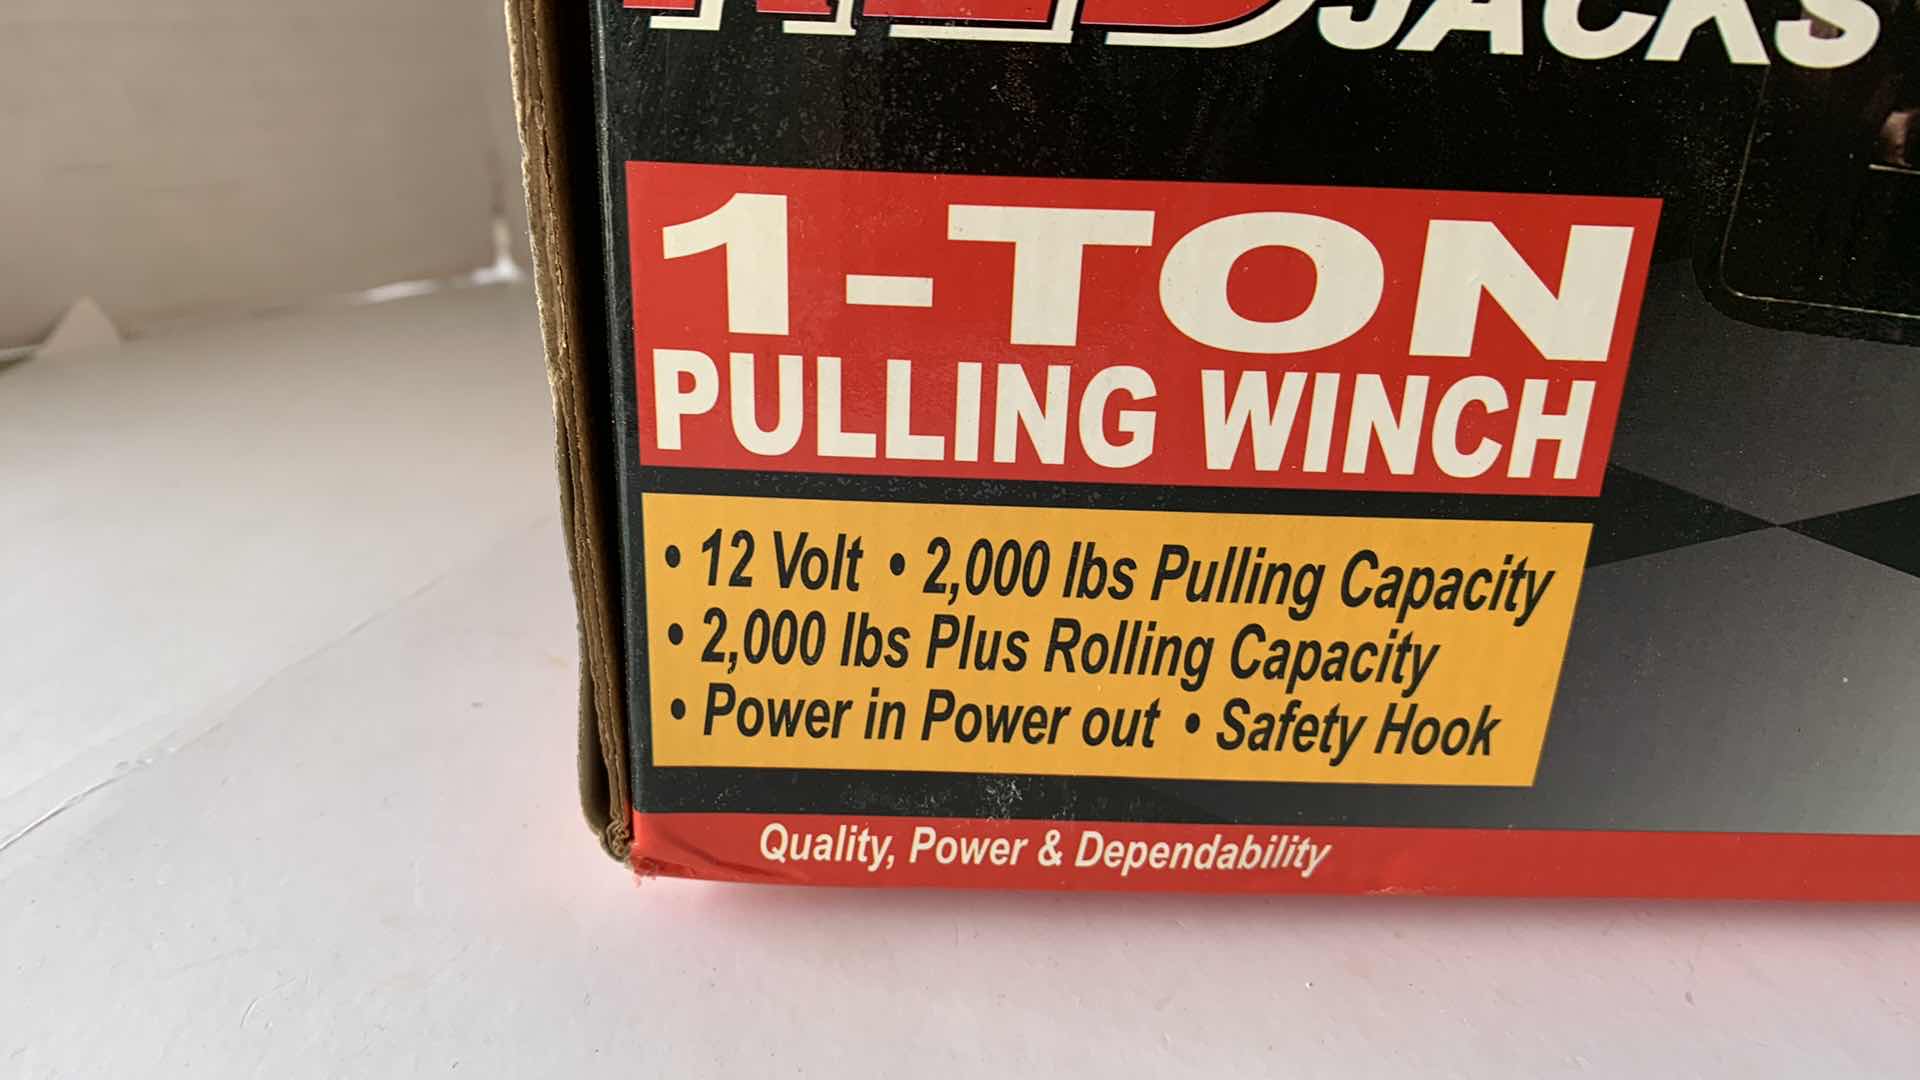 JACKS
1-TON
PULLING WINCH
• 12 Volt • 2,000 lbs Pulling Capacity
• 2,000 lbs Plus Rolling Capacity
• Power in Power out • Safety Hook
Quality, Power & Dependability